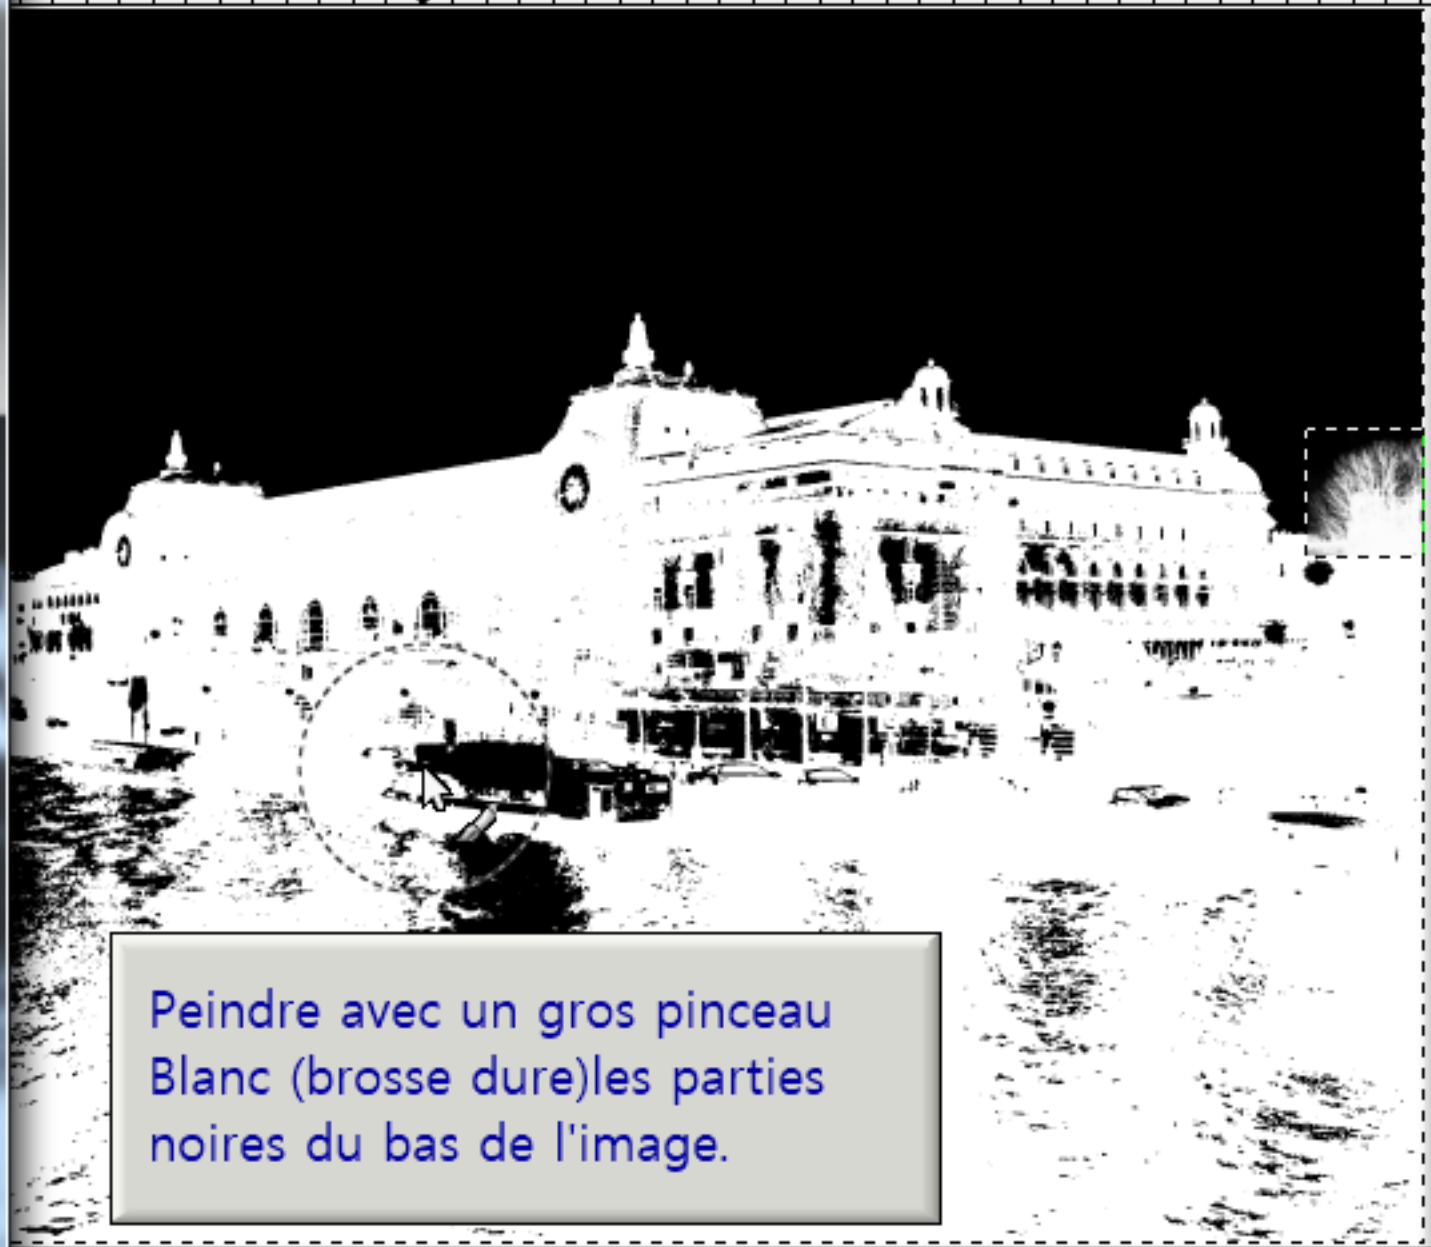 Peindre avec un gros pinceau
Blanc (brosse dure)les parties
noires du bas de l'image.